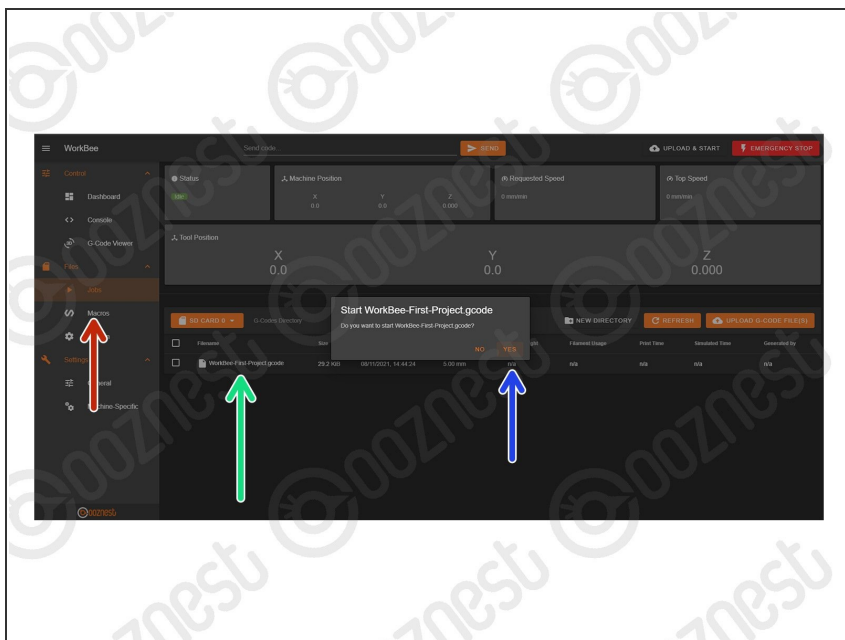 WorkBee
Send code
SEND
UPLOAD & START
EMERGENCY STOP
Control
Dashboard
Console
G-Code Viewer
Files
Jobs
Macros
Settings
General
Machine-Specific
ooznest
Status
Machine Position
X Y Z
0.0 0.0 0.000
Requested Speed
0 mm/min
Top Speed
0 mm/min
Tool Position
X Y Z
0.0 0.0 0.000
SD CARD 0
G-Codes Directory
NEW DIRECTORY
REFRESH
UPLOAD G-CODE FILE(S)
Start WorkBee-First-Project.gcode
Do you want to start WorkBee-First-Project.gcode?
NO YES
Filename Size Filament Usage Print Time Simulated Time Generated by
WorkBee-First-Project.gcode 29.2 KiB 08/11/2021, 14:44:24 5.00 mm n/a n/a n/a n/a n/a
ooznest